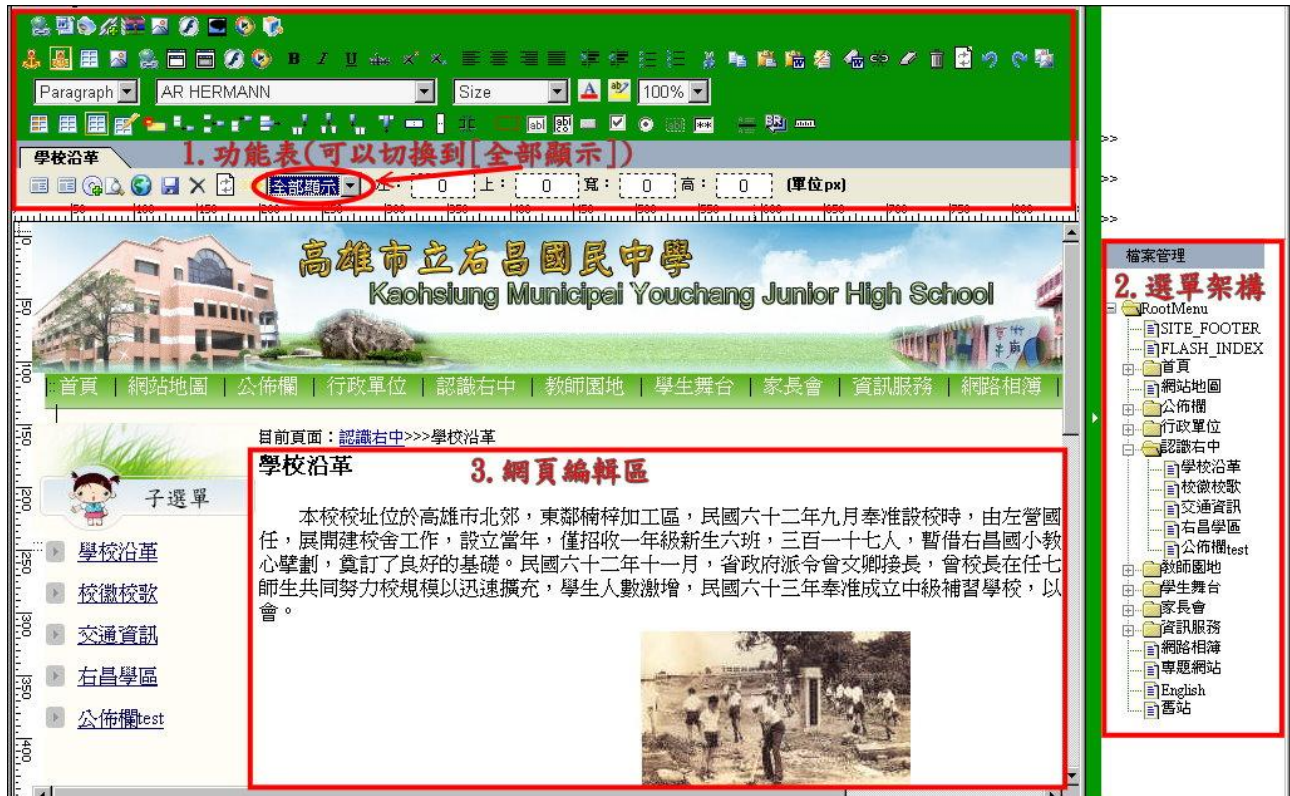 Paragraph AR HERMANN Size 100%
學校沿革 1.功能表(可以切換到[全部顯示])
全部顯示 左: 0 上: 0 寬: 0 高: 0 (單位px)
高雄市立右昌國民中學
Kaohsiung Municipal Youchang Junior High School
首頁 | 網站地圖 | 公佈欄 | 行政單位 | 認識右中 | 教師園地 | 學生舞台 | 家長會 | 資訊服務 | 網路相簿 |
目前頁面：認識右中>>>學校沿革
學校沿革
3.網頁編輯區
本校校址位於高雄市北郊，東鄰楠梓加工區，民國六十二年九月奉准設校時，由左營國
任，展開建校舍工作，設立當年，僅招收一年級新生六班，三百一十七人，暫借右昌國小教
心擘劃，奠訂了良好的基礎。民國六十二年十一月，省政府派令曾文卿接長，曾校長在任七
師生共同努力校規模以迅速擴充，學生人數激增，民國六十三年奉准成立中級補習學校，以
會。
子選單
學校沿革
校徽校歌
交通資訊
右昌學區
公佈欄test
>>
>>
>>
檔案管理
2.選單架構
RootMenu
SITE_FOOTER
FLASH_INDEX
首頁
網站地圖
公佈欄
行政單位
認識右中
學校沿革
校徽校歌
交通資訊
右昌學區
公佈欄test
教師園地
學生舞台
家長會
資訊服務
網路相簿
專題網站
English
舊站